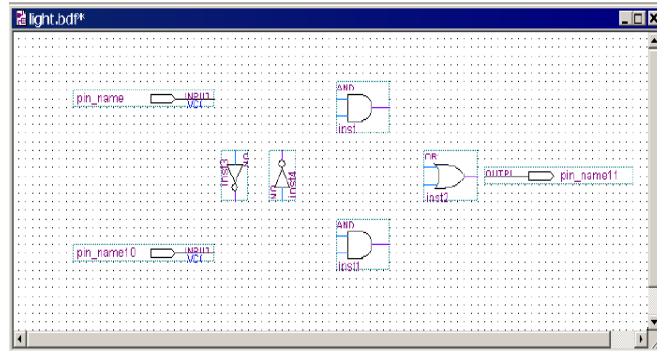 light.bdf*
AND
pin_name INPUT
VCC
inst
inst3
inst4
OR
OUTPUT pin_name11
inst2
AND
pin_name10 INPUT
VCC
inst1